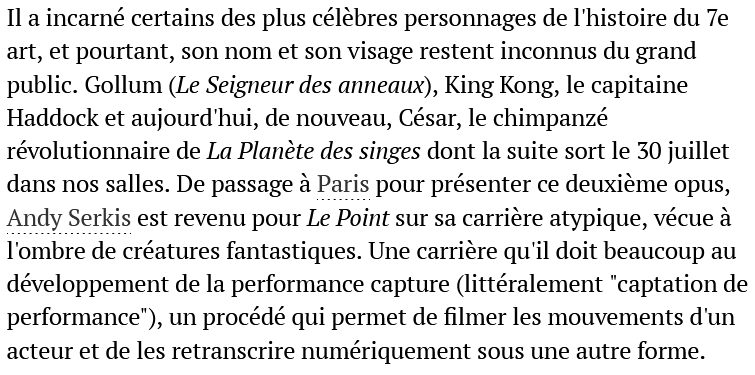 Il a incarné certains des plus célèbres personnages de l'histoire du 7e
art, et pourtant, son nom et son visage restent inconnus du grand
public. Gollum (Le Seigneur des anneaux), King Kong, le capitaine
Haddock et aujourd'hui, de nouveau, César, le chimpanzé
révolutionnaire de La Planète des singes dont la suite sort le 30 juillet
dans nos salles. De passage à Paris pour présenter ce deuxième opus,
Andy Serkis est revenu pour Le Point sur sa carrière atypique, vécue à
l'ombre de créatures fantastiques. Une carrière qu'il doit beaucoup au
développement de la performance capture (littéralement "captation de
performance"), un procédé qui permet de filmer les mouvements d'un
acteur et de les retranscrire numériquement sous une autre forme.